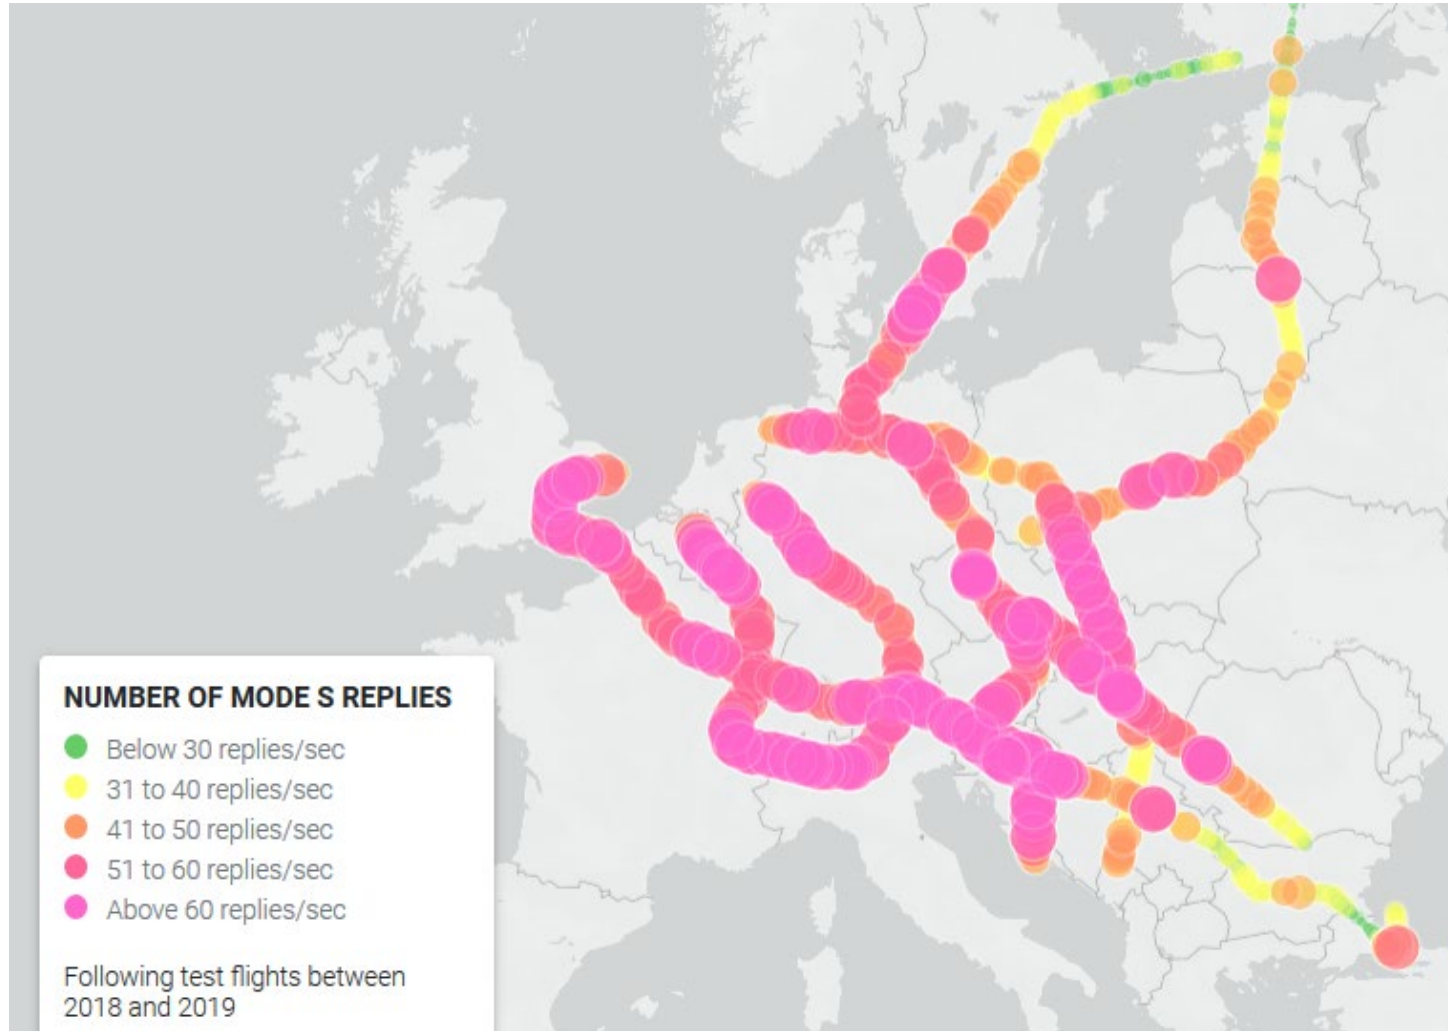 NUMBER OF MODE S REPLIES
Below 30 replies/sec
31 to 40 replies/sec
41 to 50 replies/sec
51 to 60 replies/sec
Above 60 replies/sec
Following test flights between
2018 and 2019